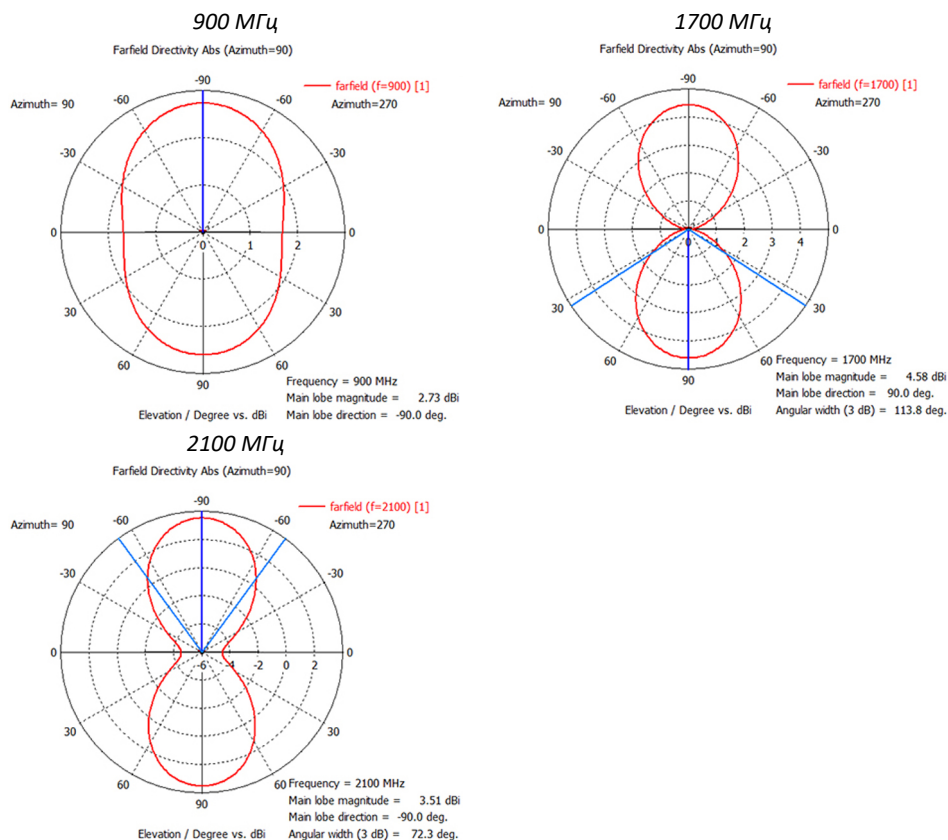 900 МГц
Farfield Directivity Abs (Azimuth=90)
farfield (f=900) [1]
Azimuth= 90
Azimuth=270
-90
-60
-60
-30
-30
0
0 1 2
0
30
30
60
60
90
Frequency = 900 MHz
Main lobe magnitude = 2.73 dBi
Elevation / Degree vs. dBi
Main lobe direction = -90.0 deg.
1700 МГц
Farfield Directivity Abs (Azimuth=90)
farfield (f=1700) [1]
Azimuth= 90
Azimuth=270
-90
-60
-60
-30
-30
0
0 1 2 3 4
0
30
30
60
60
90
Frequency = 1700 MHz
Main lobe magnitude = 4.58 dBi
Main lobe direction = 90.0 deg.
Elevation / Degree vs. dBi
Angular width (3 dB) = 113.8 deg.
2100 МГц
Farfield Directivity Abs (Azimuth=90)
farfield (f=2100) [1]
Azimuth= 90
Azimuth=270
-90
-60
-60
-30
-30
0
-6 -4 -2 0 2
0
30
30
60
60
90
Frequency = 2100 MHz
Main lobe magnitude = 3.51 dBi
Main lobe direction = -90.0 deg.
Elevation / Degree vs. dBi
Angular width (3 dB) = 72.3 deg.